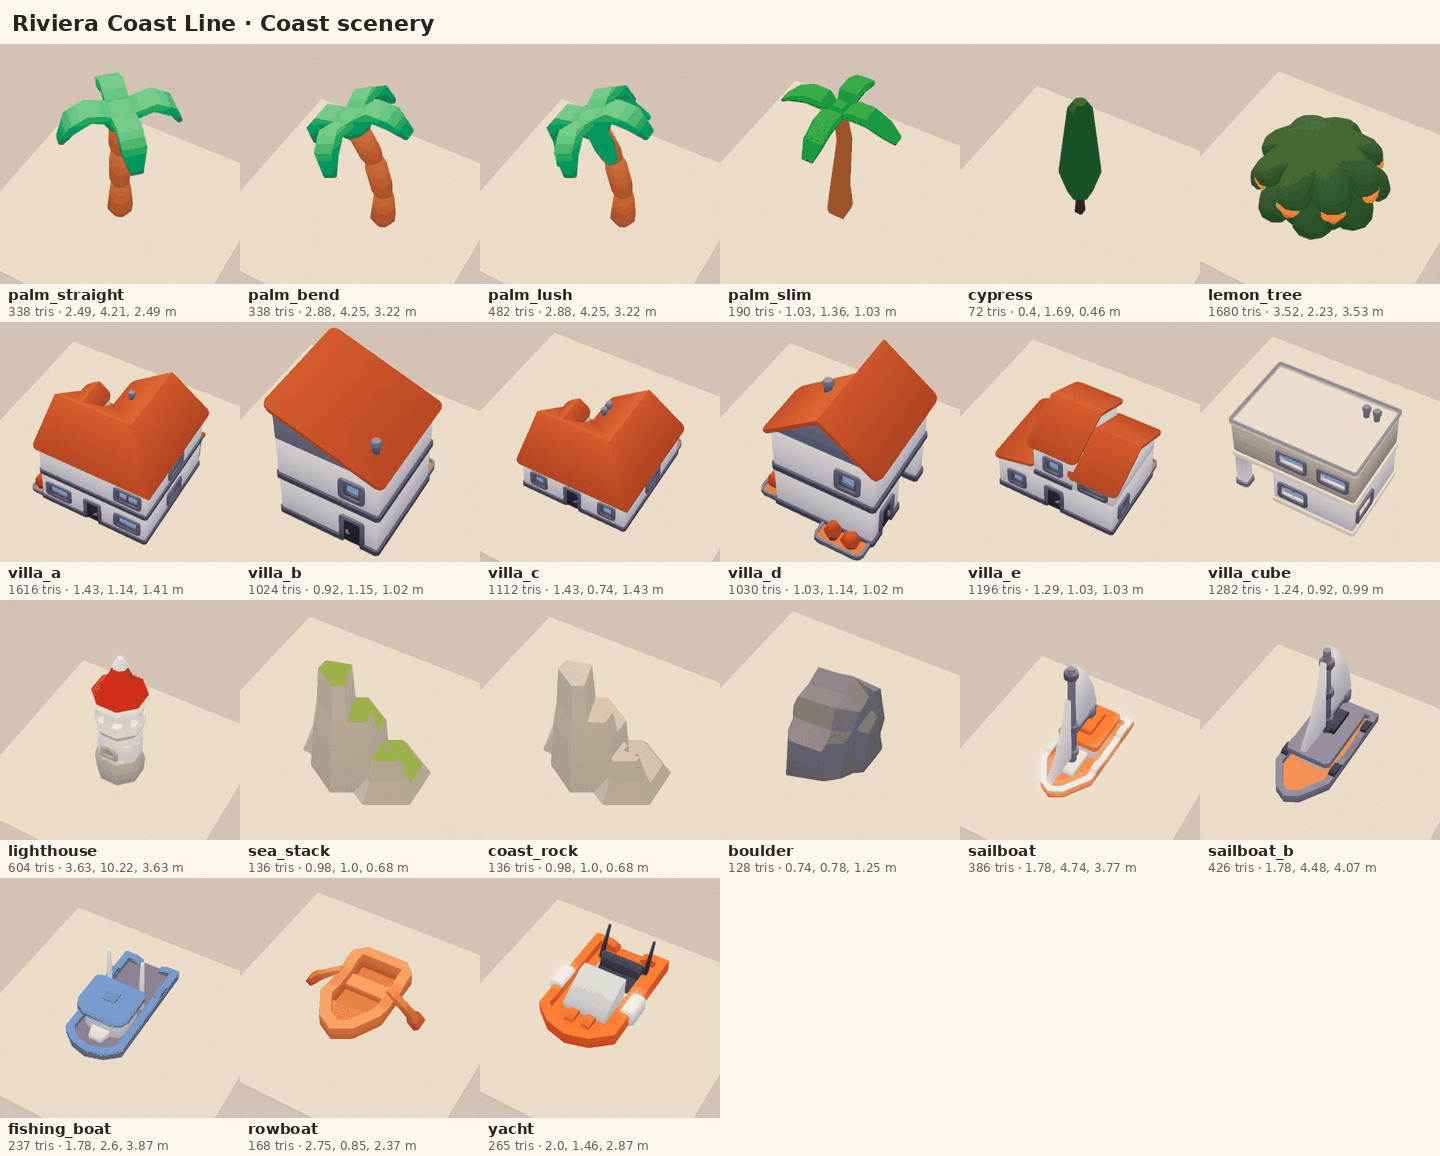 Riviera Coast Line · Coast scenery
palm_straight
338 tris · 2.49, 4.21, 2.49 m
palm_bend
338 tris · 2.88, 4.25, 3.22 m
palm_lush
482 tris · 2.88, 4.25, 3.22 m
palm_slim
190 tris · 1.03, 1.36, 1.03 m
cypress
72 tris · 0.4, 1.69, 0.46 m
lemon_tree
1680 tris · 3.52, 2.23, 3.53 m
villa_a
1616 tris · 1.43, 1.14, 1.41 m
villa_b
1024 tris · 0.92, 1.15, 1.02 m
villa_c
1112 tris · 1.43, 0.74, 1.43 m
villa_d
1030 tris · 1.03, 1.14, 1.02 m
villa_e
1196 tris · 1.29, 1.03, 1.03 m
villa_cube
1282 tris · 1.24, 0.92, 0.99 m
lighthouse
604 tris · 3.63, 10.22, 3.63 m
sea_stack
136 tris · 0.98, 1.0, 0.68 m
coast_rock
136 tris · 0.98, 1.0, 0.68 m
boulder
128 tris · 0.74, 0.78, 1.25 m
sailboat
386 tris · 1.78, 4.74, 3.77 m
sailboat_b
426 tris · 1.78, 4.48, 4.07 m
fishing_boat
237 tris · 1.78, 2.6, 3.87 m
rowboat
168 tris · 2.75, 0.85, 2.37 m
yacht
265 tris · 2.0, 1.46, 2.87 m